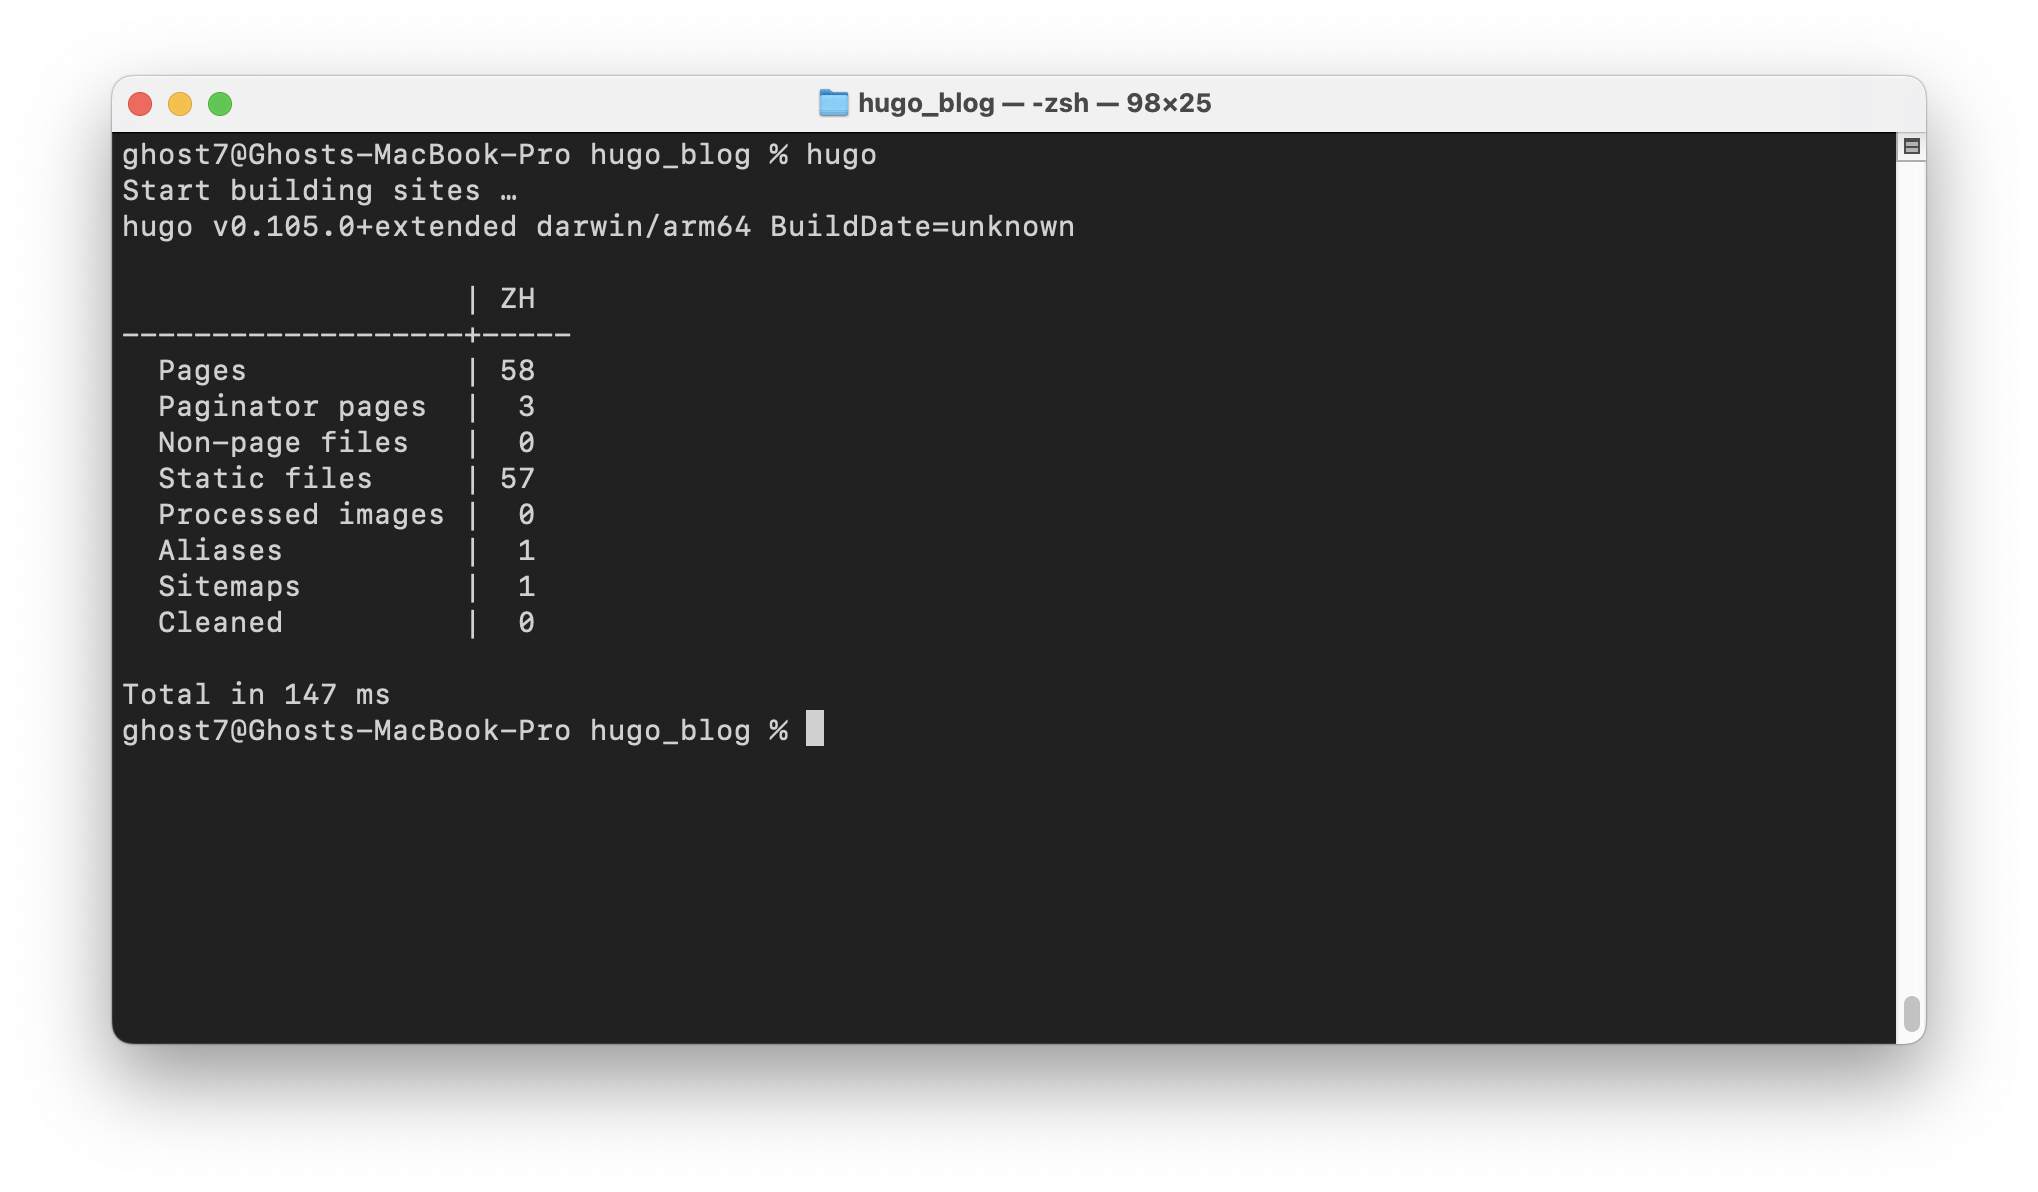 hugo_blog — -zsh — 98×25
ghost7@Ghosts-MacBook-Pro hugo_blog % hugo
Start building sites …
hugo v0.105.0+extended darwin/arm64 BuildDate=unknown
                   | ZH
-------------------+-----
  Pages            | 58
  Paginator pages  |  3
  Non-page files   |  0
  Static files     | 57
  Processed images |  0
  Aliases          |  1
  Sitemaps         |  1
  Cleaned          |  0
Total in 147 ms
ghost7@Ghosts-MacBook-Pro hugo_blog %